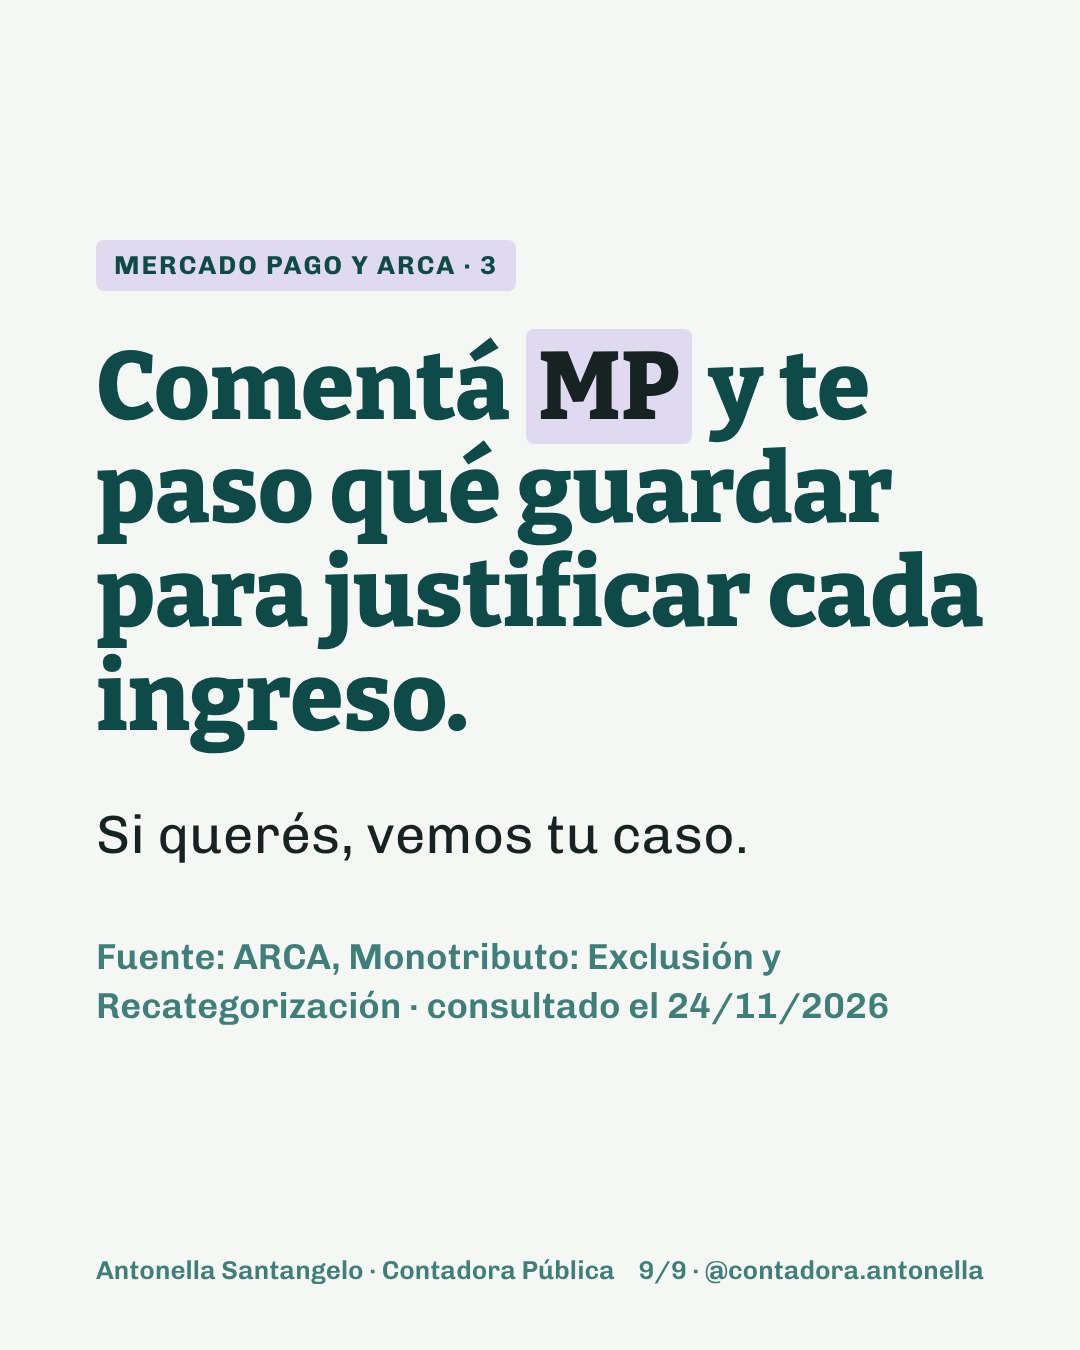 MERCADO PAGO Y ARCA · 3
Comentá MP y te
paso qué guardar
para justificar cada
ingreso.
Si querés, vemos tu caso.
Fuente: ARCA, Monotributo: Exclusión y
Recategorización · consultado el 24/11/2026
Antonella Santangelo · Contadora Pública 9/9 · @contadora.antonella